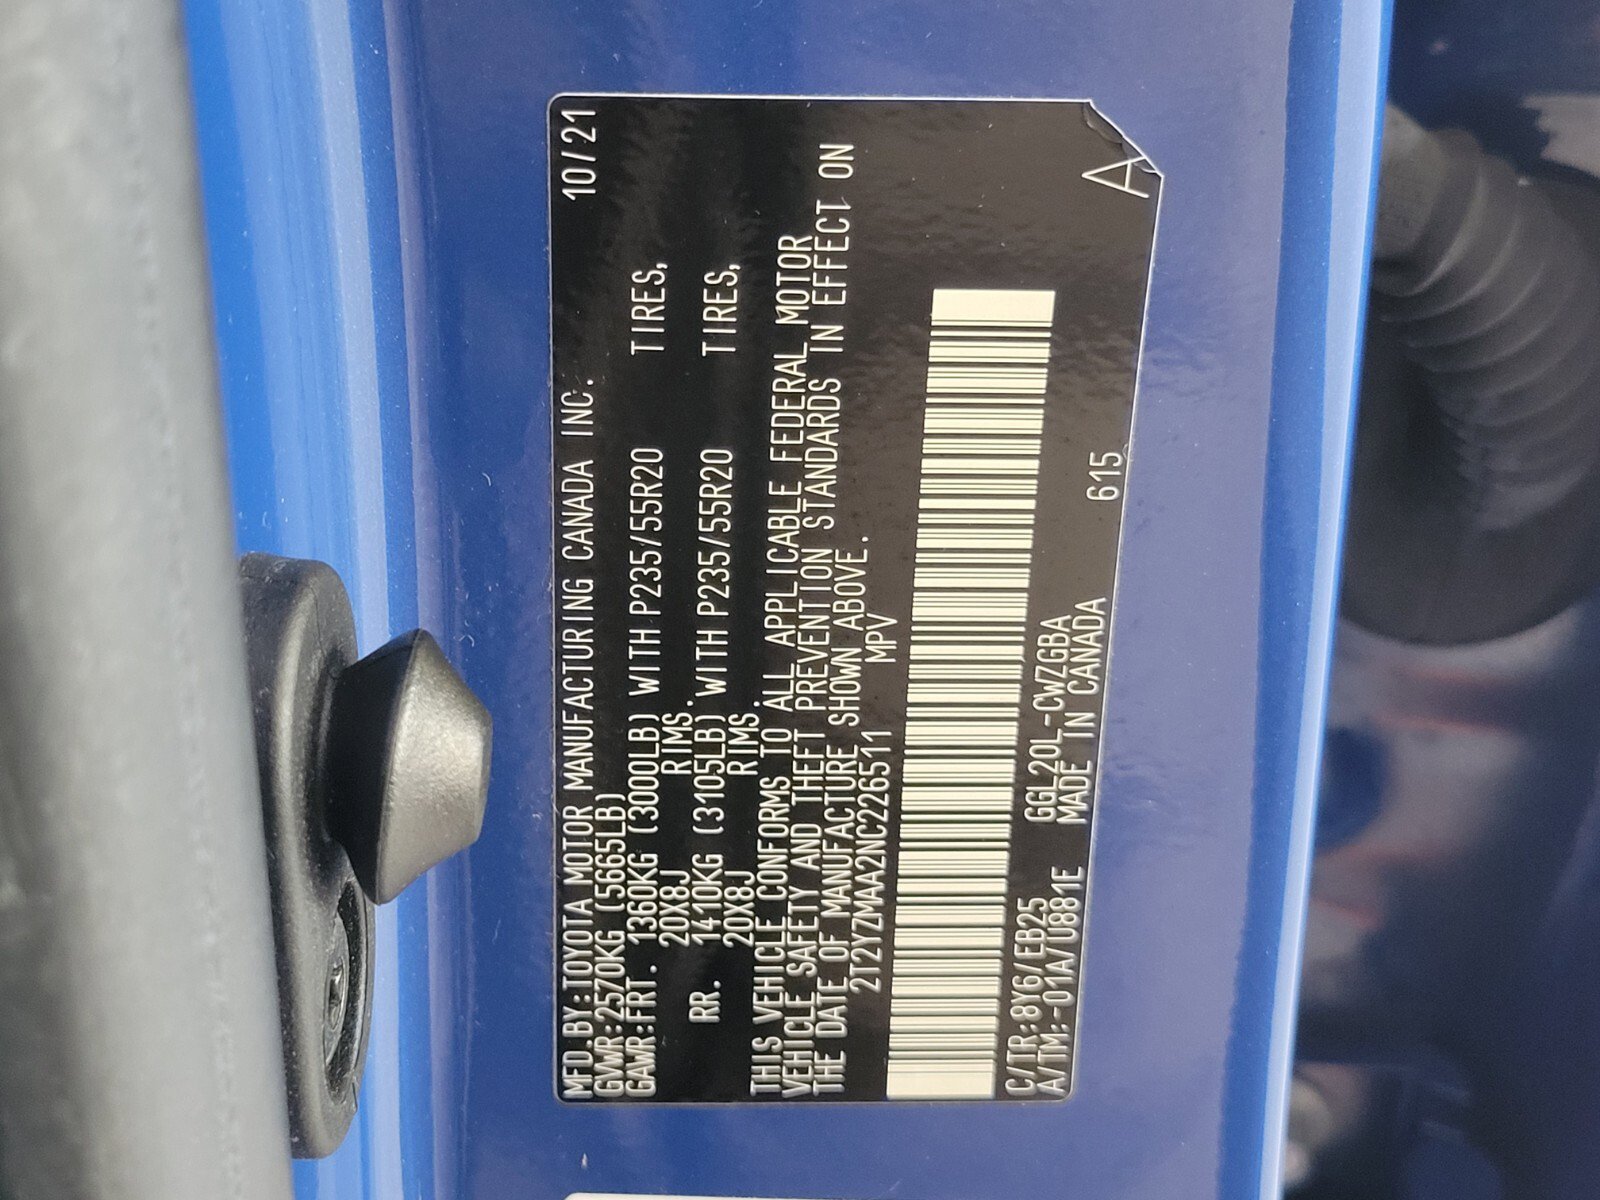 MFD.BY:TOYOTA MOTOR MANUFACTURING CANADA INC. 10/21
GVWR:2570KG (5665LB)
GAWR:FRT. 1360KG (3000LB) WITH P235/55R20 TIRES,
20X8J RIMS.
RR. 1410KG (3105LB) WITH P235/55R20 TIRES,
20X8J RIMS.
THIS VEHICLE CONFORMS TO ALL APPLICABLE FEDERAL MOTOR
VEHICLE SAFETY AND THEFT PREVENTION STANDARDS IN EFFECT ON
THE DATE OF MANUFACTURE SHOWN ABOVE.
2T2YZMAA2NC226511 MPV
C/TR:8Y6/EB25 GGL20L-CWZGBA 615 A
A/TM:-01A/U881E MADE IN CANADA